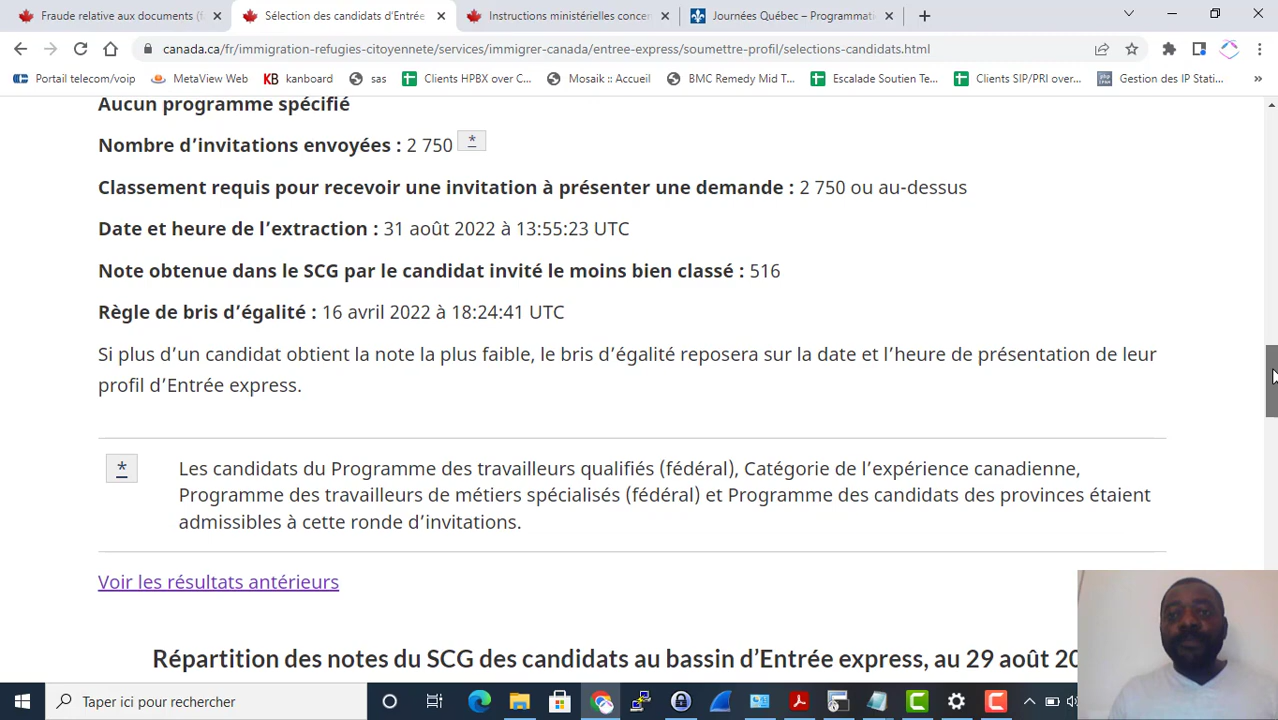 Fraude relative aux documents (f
Sélection des candidats d'Entrée
Instructions ministérielles concer
Journées Québec – Programmati
canada.ca/fr/immigration-refugies-citoyennete/services/immigrer-canada/entree-express/soumettre-profil/selections-candidats.html
Portail telecom/voip
MetaView Web
KB kanboard
sas
Clients HPBX over C...
Mosaik :: Accueil
BMC Remedy Mid T...
Escalade Soutien Te...
Clients SIP/PRI over...
Gestion des IP Stati...
»
Aucun programme spécifié
Nombre d'invitations envoyées : 2 750 *
Classement requis pour recevoir une invitation à présenter une demande : 2 750 ou au-dessus
Date et heure de l'extraction : 31 août 2022 à 13:55:23 UTC
Note obtenue dans le SCG par le candidat invité le moins bien classé : 516
Règle de bris d'égalité : 16 avril 2022 à 18:24:41 UTC
Si plus d'un candidat obtient la note la plus faible, le bris d'égalité reposera sur la date et l'heure de présentation de leur
profil d'Entrée express.
* Les candidats du Programme des travailleurs qualifiés (fédéral), Catégorie de l'expérience canadienne,
Programme des travailleurs de métiers spécialisés (fédéral) et Programme des candidats des provinces étaient
admissibles à cette ronde d'invitations.
Voir les résultats antérieurs
Répartition des notes du SCG des candidats au bassin d'Entrée express, au 29 août 20
Taper ici pour rechercher